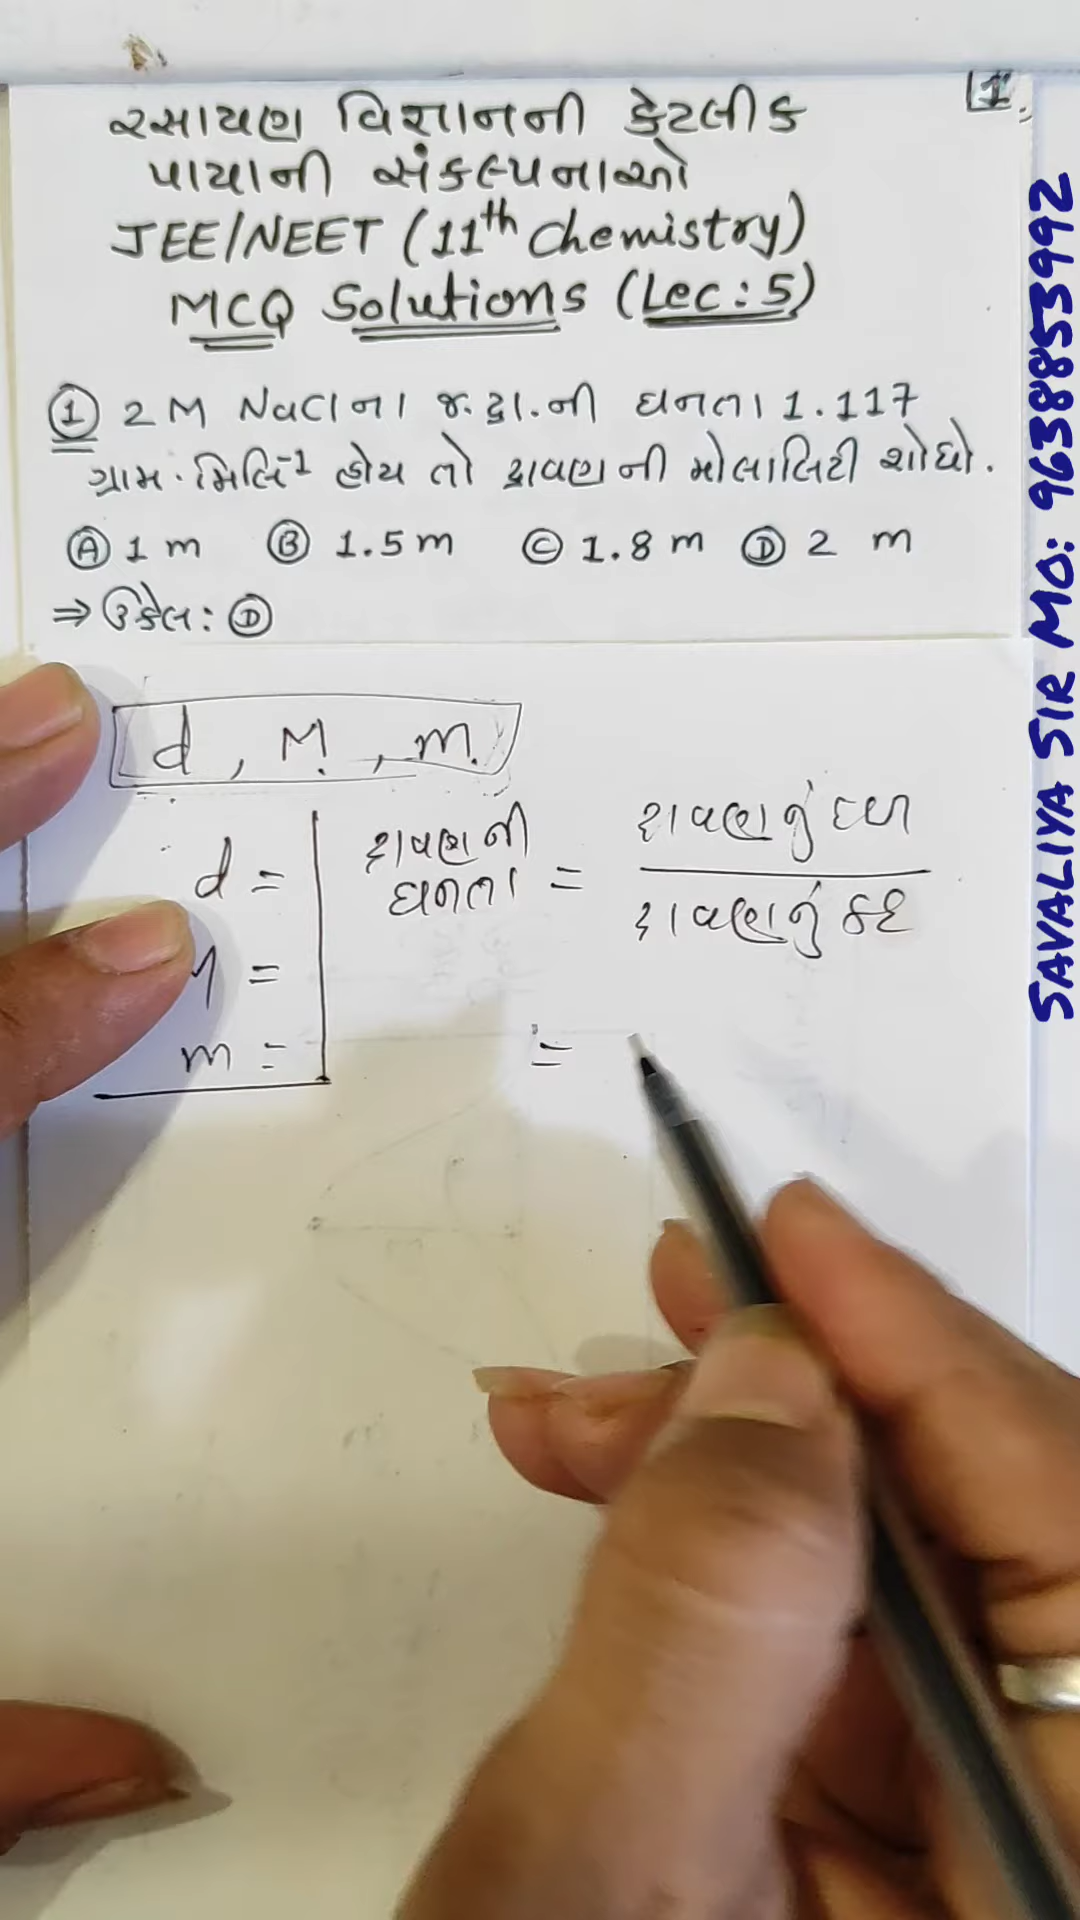 1.
રસાયણ વિજ્ઞાનની કેટલીક
પાયાની સંકલ્પનાઓ
JEE/NEET (11th Chemistry)
MCQ Solutions (Lec: 5)
① 2 M NaCl ના જ.દ્રા.ની ઘનતા 1.117
ગ્રામ.મિલિ-1 હોય તો દ્રાવણની મોલાલિટી શોધો.
Ⓐ 1 m Ⓑ 1.5 m Ⓒ 1.8 m Ⓓ 2 m
⇒ ઉકેલ: Ⓓ
d, M, m
d =
દ્રાવણની ઘનતા = દ્રાવણનું દળ
દ્રાવણનું કદ
=
m =
=
SAVALIYA SIR MO: 9638853992